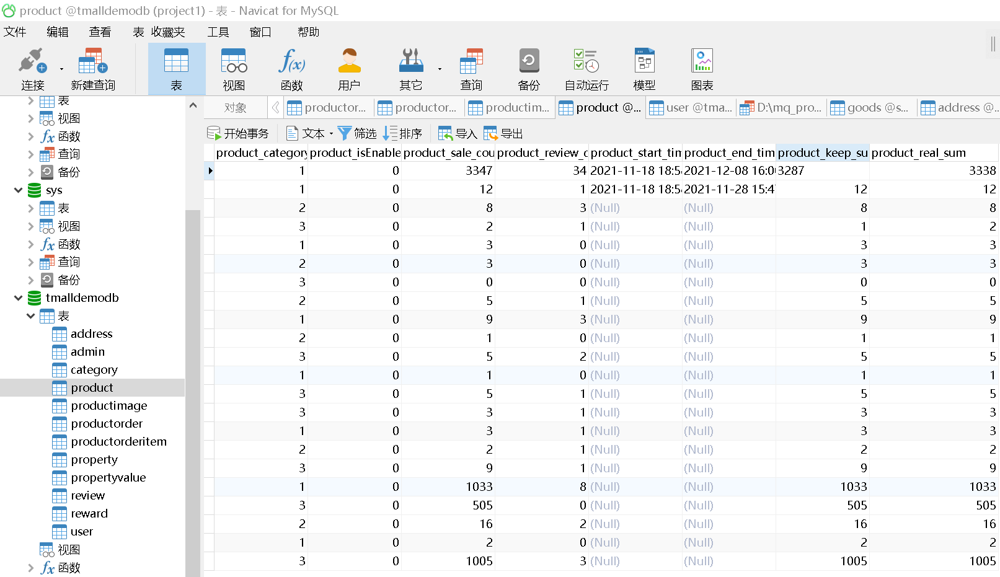 product @tmalldemodb (project1) - 表 - Navicat for MySQL
文件 编辑 查看 表 收藏夹 工具 窗口 帮助
连接 新建查询 表 视图 函数 用户 其它 查询 备份 自动运行 模型 图表
表
视图
函数
查询
备份
sys
表
视图
函数
查询
备份
tmalldemodb
表
address
admin
category
product
productimage
productorder
productorderitem
property
propertyvalue
review
reward
user
视图
函数
对象 productor... productor... productim... product @... user @tma... D:\mq_pro... goods @s... address @...
开始事务 文本 筛选 排序 导入 导出
product_category product_isEnable product_sale_cou product_review_c product_start_tim product_end_tim product_keep_su product_real_sum
1 0 3347 34 2021-11-18 18:5 2021-12-08 16:0 3287 3338
1 0 12 1 2021-11-18 18:5 2021-11-28 15:4 12 12
2 0 8 3 (Null) (Null) 8 8
3 0 2 1 (Null) (Null) 1 2
1 0 3 0 (Null) (Null) 3 3
2 0 3 0 (Null) (Null) 3 3
3 0 0 0 (Null) (Null) 0 0
2 0 5 1 (Null) (Null) 5 5
1 0 9 3 (Null) (Null) 9 9
2 0 1 0 (Null) (Null) 1 1
3 0 5 2 (Null) (Null) 5 5
1 0 1 0 (Null) (Null) 1 1
3 0 5 1 (Null) (Null) 5 5
3 0 3 1 (Null) (Null) 3 3
1 0 3 1 (Null) (Null) 3 3
2 0 2 1 (Null) (Null) 2 2
3 0 9 1 (Null) (Null) 9 9
1 0 1033 8 (Null) (Null) 1033 1033
3 0 505 0 (Null) (Null) 505 505
2 0 16 2 (Null) (Null) 16 16
1 0 2 0 (Null) (Null) 2 2
3 0 1005 3 (Null) (Null) 1005 1005